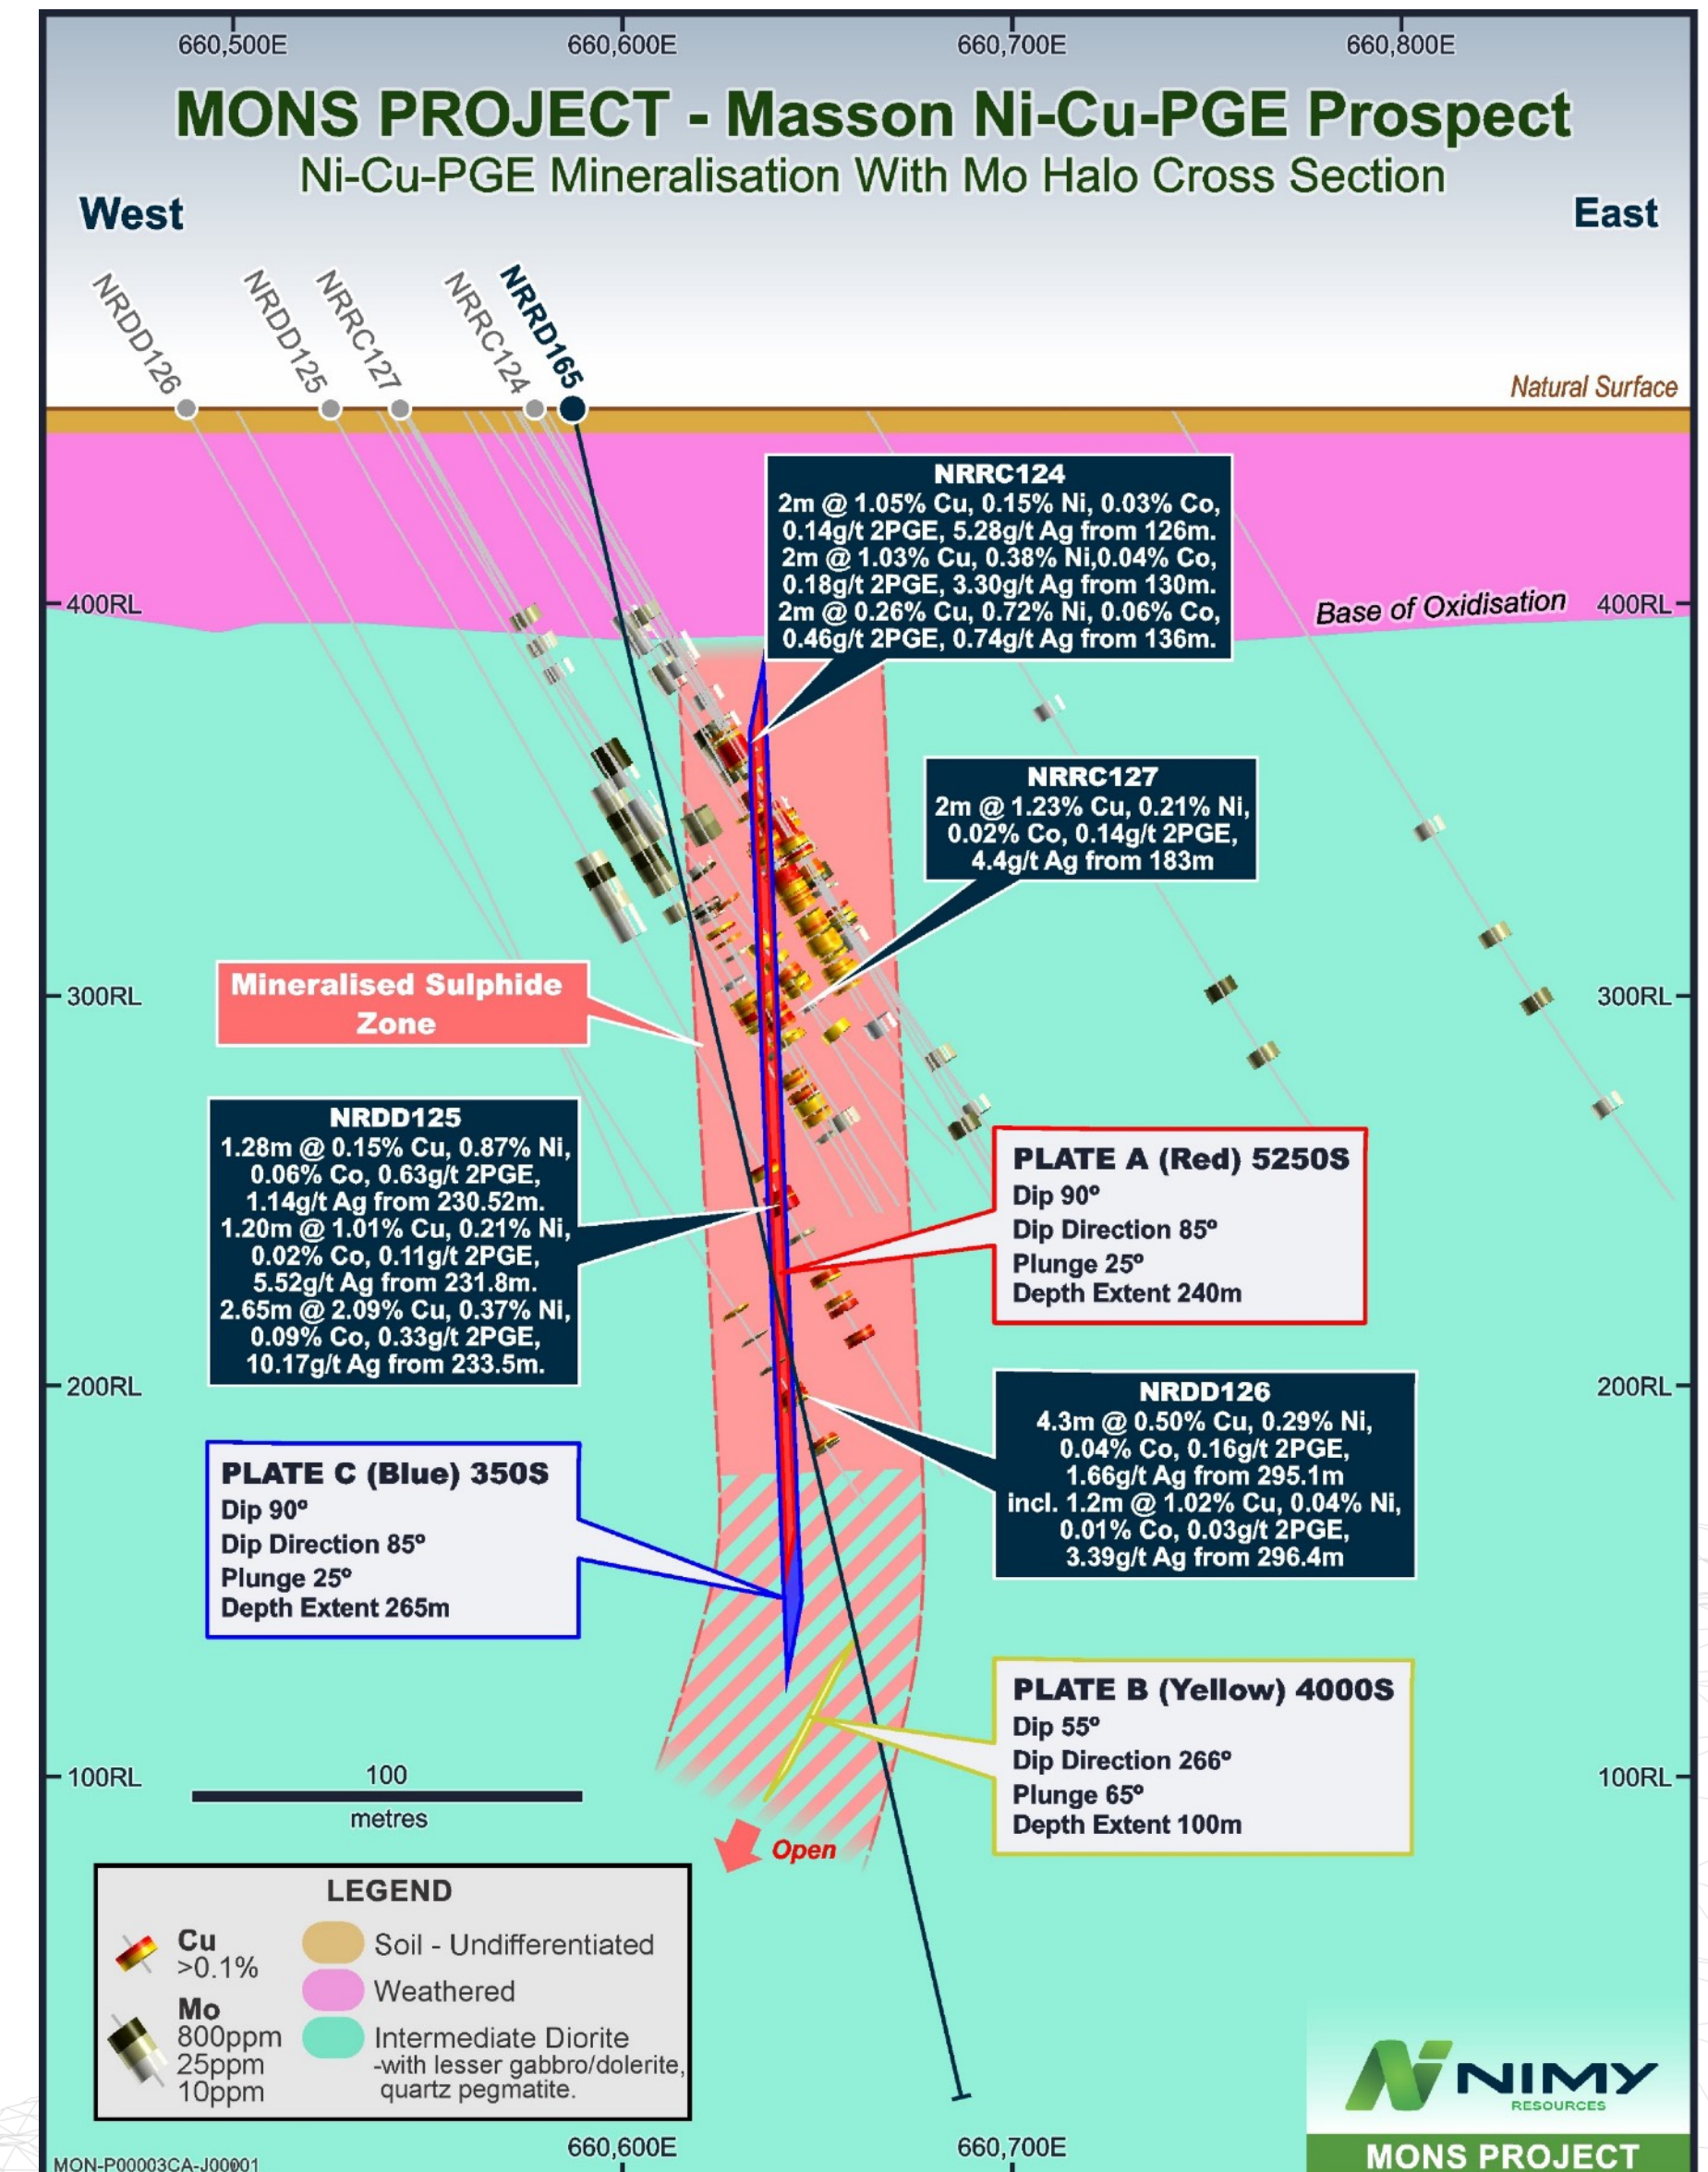 660,500E
660,600E
660,700E
660,800E
MONS PROJECT - Masson Ni-Cu-PGE Prospect
Ni-Cu-PGE Mineralisation With Mo Halo Cross Section
West
East
NRDD126
NRDD125
NRRC127
NRRC124
NRRD165
Natural Surface
NRRC124
2m @ 1.05% Cu, 0.15% Ni, 0.03% Co,
0.14g/t 2PGE, 5.28g/t Ag from 126m.
2m @ 1.03% Cu, 0.38% Ni,0.04% Co,
0.18g/t 2PGE, 3.30g/t Ag from 130m.
2m @ 0.26% Cu, 0.72% Ni, 0.06% Co,
0.46g/t 2PGE, 0.74g/t Ag from 136m.
400RL
Base of Oxidisation
400RL
NRRC127
2m @ 1.23% Cu, 0.21% Ni,
0.02% Co, 0.14g/t 2PGE,
4.4g/t Ag from 183m
Mineralised Sulphide
Zone
300RL
300RL
NRDD125
1.28m @ 0.15% Cu, 0.87% Ni,
0.06% Co, 0.63g/t 2PGE,
1.14g/t Ag from 230.52m.
1.20m @ 1.01% Cu, 0.21% Ni,
0.02% Co, 0.11g/t 2PGE,
5.52g/t Ag from 231.8m.
2.65m @ 2.09% Cu, 0.37% Ni,
0.09% Co, 0.33g/t 2PGE,
10.17g/t Ag from 233.5m.
PLATE A (Red) 5250S
Dip 90º
Dip Direction 85º
Plunge 25º
Depth Extent 240m
200RL
200RL
NRDD126
4.3m @ 0.50% Cu, 0.29% Ni,
0.04% Co, 0.16g/t 2PGE,
1.66g/t Ag from 295.1m
incl. 1.2m @ 1.02% Cu, 0.04% Ni,
0.01% Co, 0.03g/t 2PGE,
3.39g/t Ag from 296.4m
PLATE C (Blue) 350S
Dip 90º
Dip Direction 85º
Plunge 25º
Depth Extent 265m
PLATE B (Yellow) 4000S
Dip 55º
Dip Direction 266º
Plunge 65º
Depth Extent 100m
100RL
100RL
100
metres
Open
LEGEND
Cu
>0.1%
Mo
800ppm
25ppm
10ppm
Soil - Undifferentiated
Weathered
Intermediate Diorite
-with lesser gabbro/dolerite,
quartz pegmatite.
NIMY
RESOURCES
MONS PROJECT
660,600E
660,700E
MON-P00003CA-J00001